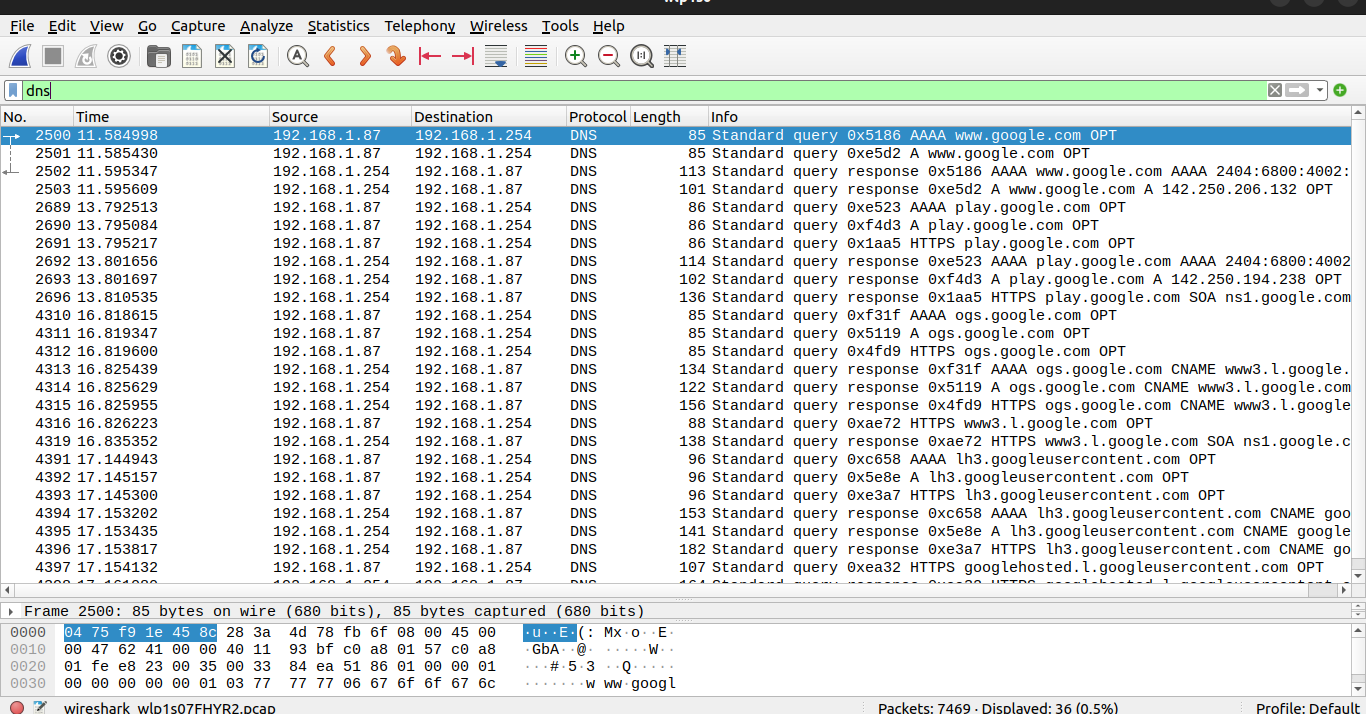 File Edit View Go Capture Analyze Statistics Telephony Wireless Tools Help
dns
No. Time Source Destination Protocol Length Info
2500 11.584998 192.168.1.87 192.168.1.254 DNS 85 Standard query 0x5186 AAAA www.google.com OPT
2501 11.585430 192.168.1.87 192.168.1.254 DNS 85 Standard query 0xe5d2 A www.google.com OPT
2502 11.595347 192.168.1.254 192.168.1.87 DNS 113 Standard query response 0x5186 AAAA www.google.com AAAA 2404:6800:4002:
2503 11.595609 192.168.1.254 192.168.1.87 DNS 101 Standard query response 0xe5d2 A www.google.com A 142.250.206.132 OPT
2689 13.792513 192.168.1.87 192.168.1.254 DNS 86 Standard query 0xe523 AAAA play.google.com OPT
2690 13.795084 192.168.1.87 192.168.1.254 DNS 86 Standard query 0xf4d3 A play.google.com OPT
2691 13.795217 192.168.1.87 192.168.1.254 DNS 86 Standard query 0x1aa5 HTTPS play.google.com OPT
2692 13.801656 192.168.1.254 192.168.1.87 DNS 114 Standard query response 0xe523 AAAA play.google.com AAAA 2404:6800:4002
2693 13.801697 192.168.1.254 192.168.1.87 DNS 102 Standard query response 0xf4d3 A play.google.com A 142.250.194.238 OPT
2696 13.810535 192.168.1.254 192.168.1.87 DNS 136 Standard query response 0x1aa5 HTTPS play.google.com SOA ns1.google.com
4310 16.818615 192.168.1.87 192.168.1.254 DNS 85 Standard query 0xf31f AAAA ogs.google.com OPT
4311 16.819347 192.168.1.87 192.168.1.254 DNS 85 Standard query 0x5119 A ogs.google.com OPT
4312 16.819600 192.168.1.87 192.168.1.254 DNS 85 Standard query 0x4fd9 HTTPS ogs.google.com OPT
4313 16.825439 192.168.1.254 192.168.1.87 DNS 134 Standard query response 0xf31f AAAA ogs.google.com CNAME www3.l.google.
4314 16.825629 192.168.1.254 192.168.1.87 DNS 122 Standard query response 0x5119 A ogs.google.com CNAME www3.l.google.com
4315 16.825955 192.168.1.254 192.168.1.87 DNS 156 Standard query response 0x4fd9 HTTPS ogs.google.com CNAME www3.l.google
4316 16.826223 192.168.1.87 192.168.1.254 DNS 88 Standard query 0xae72 HTTPS www3.l.google.com OPT
4319 16.835352 192.168.1.254 192.168.1.87 DNS 138 Standard query response 0xae72 HTTPS www3.l.google.com SOA ns1.google.c
4391 17.144943 192.168.1.87 192.168.1.254 DNS 96 Standard query 0xc658 AAAA lh3.googleusercontent.com OPT
4392 17.145157 192.168.1.87 192.168.1.254 DNS 96 Standard query 0x5e8e A lh3.googleusercontent.com OPT
4393 17.145300 192.168.1.87 192.168.1.254 DNS 96 Standard query 0xe3a7 HTTPS lh3.googleusercontent.com OPT
4394 17.153202 192.168.1.254 192.168.1.87 DNS 153 Standard query response 0xc658 AAAA lh3.googleusercontent.com CNAME goo
4395 17.153435 192.168.1.254 192.168.1.87 DNS 141 Standard query response 0x5e8e A lh3.googleusercontent.com CNAME google
4396 17.153817 192.168.1.254 192.168.1.87 DNS 182 Standard query response 0xe3a7 HTTPS lh3.googleusercontent.com CNAME go
4397 17.154132 192.168.1.87 192.168.1.254 DNS 107 Standard query 0xea32 HTTPS googlehosted.l.googleusercontent.com OPT
Frame 2500: 85 bytes on wire (680 bits), 85 bytes captured (680 bits)
0000 04 75 f9 1e 45 8c 28 3a 4d 78 fb 6f 08 00 45 00 ·u··E·(: Mx·o··E·
0010 00 47 62 41 00 00 40 11 93 bf c0 a8 01 57 c0 a8 ·GbA··@· ·····W··
0020 01 fe e8 23 00 35 00 33 84 ea 51 86 01 00 00 01 ···#·5·3 ··Q·····
0030 00 00 00 00 00 01 03 77 77 77 06 67 6f 6f 67 6c ·······w ww·googl
wireshark_wlp1s07FHYR2.pcap Packets: 7469 · Displayed: 36 (0.5%) Profile: Default